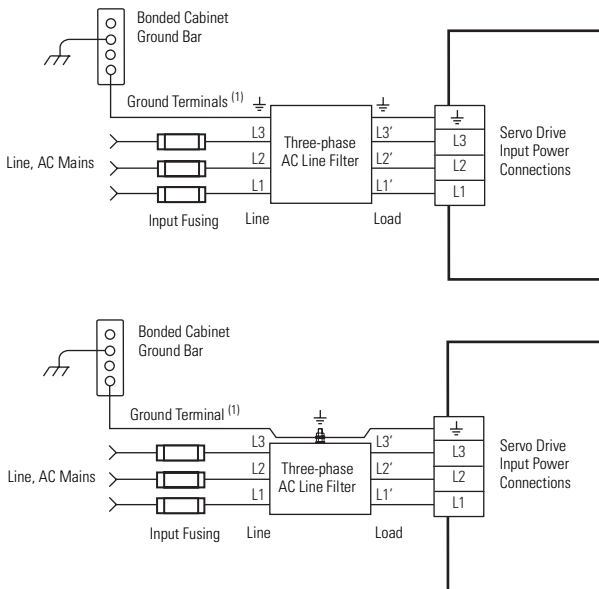 Bonded Cabinet
Ground Bar
Ground Terminals (1)
L3
L3′
L3
Line, AC Mains
Three-phase
AC Line Filter
L2
L2′
L2
Servo Drive
Input Power
Connections
L1
L1′
L1
Input Fusing
Line
Load
Bonded Cabinet
Ground Bar
Ground Terminal (1)
L3
L3′
L3
Line, AC Mains
Three-phase
AC Line Filter
L2
L2′
L2
Servo Drive
Input Power
Connections
L1
L1′
L1
Input Fusing
Line
Load